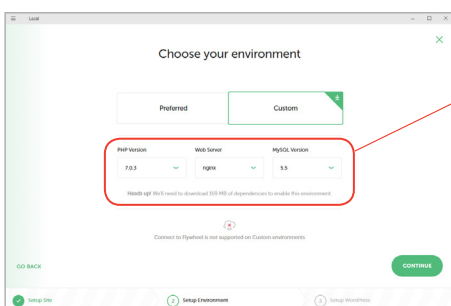 Local
Choose your environment
Preferred
Custom
PHP Version
Web Server
MySQL Version
7.0.3
nginx
5.5
Heads up! We'll need to download 159 MB of dependencies to enable this environment
Connect to Flywheel is not supported on Custom environments
GO BACK
CONTINUE
Setup Site
2 Setup Environment
3 Setup WordPress